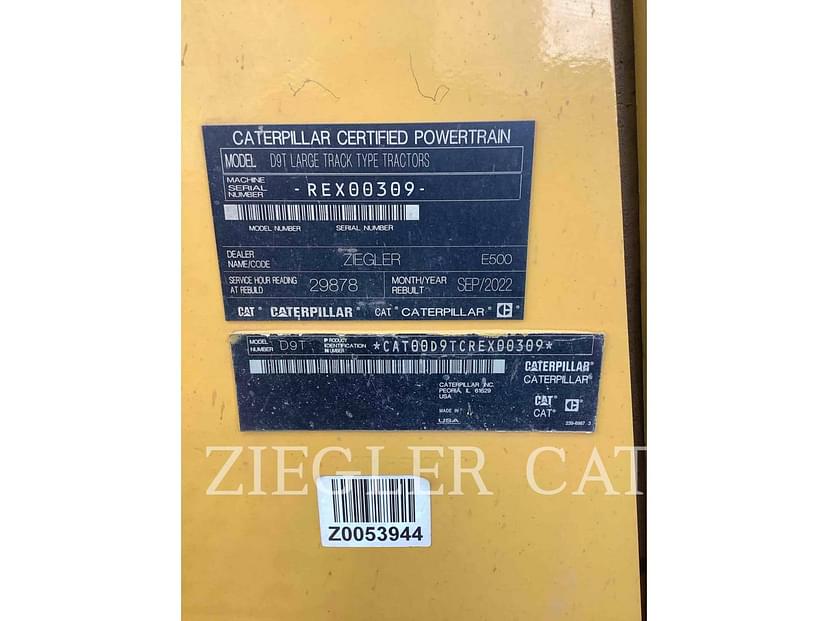 CATERPILLAR CERTIFIED POWERTRAIN
MODEL D9T LARGE TRACK TYPE TRACTORS
MACHINE SERIAL NUMBER -REX00309-
MODEL NUMBER SERIAL NUMBER
DEALER NAME/CODE ZIEGLER E500
SERVICE HOUR READING AT REBUILD 29878 MONTH/YEAR REBUILT SEP/2022
CAT CATERPILLAR CAT® CATERPILLAR® C
MODEL NUMBER D9T PRODUCT IDENTIFICATION NUMBER *CAT00D9TCREX00309*
CATERPILLAR®
CATERPILLAR®
CATERPILLAR INC.
PEORIA, IL 61629
USA
CAT® C
CAT®
MADE IN
USA
239-6967 3
ZIEGLER CAT
Z0053944